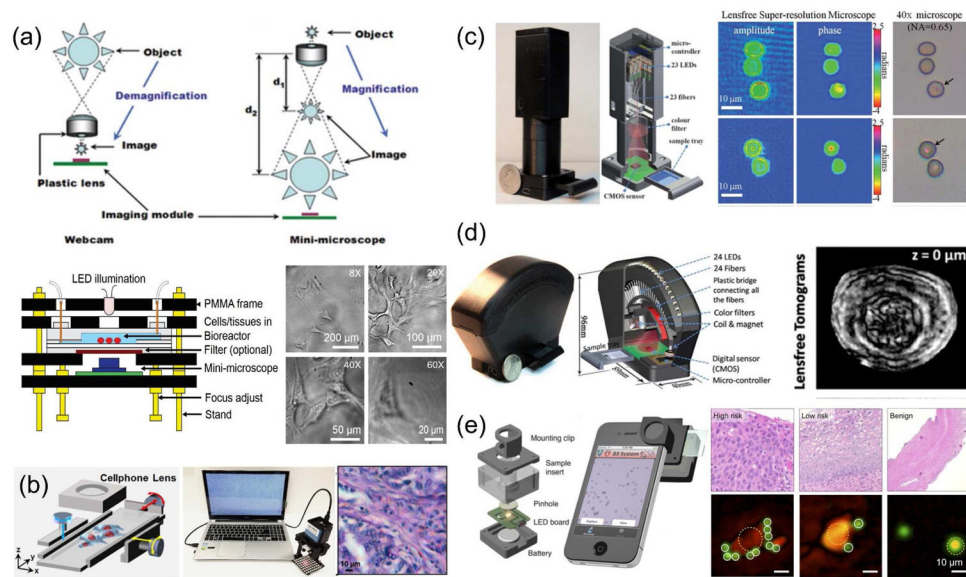 (a)
Object
Demagnification
Image
Plastic lens
Imaging module
Webcam
Object
d₁
d₂
Magnification
Image
Mini-microscope
LED illumination
PMMA frame
Cells/tissues in
Bioreactor
Filter (optional)
Mini-microscope
Focus adjust
Stand
8X
200 µm
20X
100 µm
40X
50 µm
60X
20 µm
(b)
Cellphone Lens
z
y
x
10 µm
(c)
micro-
controller
23 LEDs
23 fibers
colour
filter
sample tray
CMOS sensor
Lensfree Super-resolution Microscope
amplitude
phase
2.5
radians
10 µm
2.5
radians
10 µm
40x microscope
(NA=0.65)
(d)
96mm
Sample tray
24 LEDs
24 Fibers
Plastic bridge
connecting all
the fibers
Color filters
Coil & magnet
Digital sensor
(CMOS)
Micro-controller
Lensfree Tomograms
z = 0 µm
(e)
Mounting clip
Sample
insert
Pinhole
LED board
Battery
D3 System
High risk
Low risk
Benign
10 µm